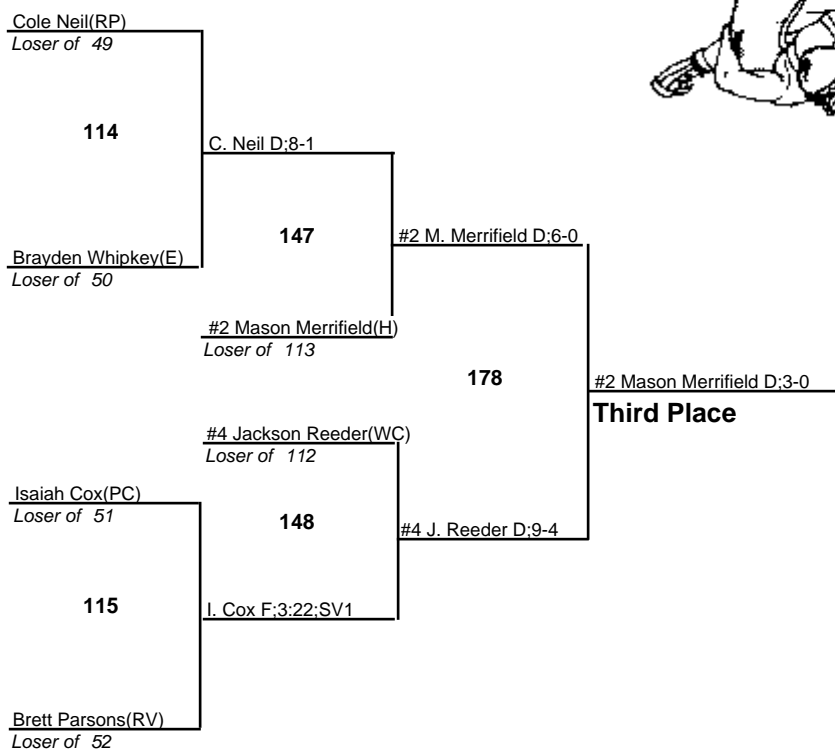 Cole Neil(RP)
Loser of 49
114
C. Neil D;8-1
147
#2 M. Merrifield D;6-0
Brayden Whipkey(E)
Loser of 50
#2 Mason Merrifield(H)
Loser of 113
178
#2 Mason Merrifield D;3-0
Third Place
#4 Jackson Reeder(WC)
Loser of 112
Isaiah Cox(PC)
Loser of 51
148
#4 J. Reeder D;9-4
115
I. Cox F;3:22;SV1
Brett Parsons(RV)
Loser of 52